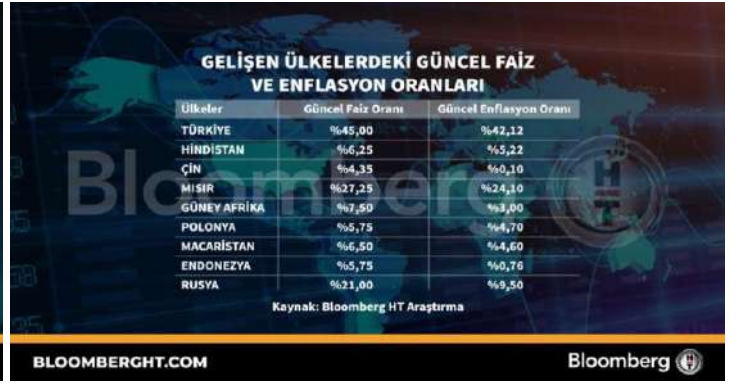 GELİŞEN ÜLKELERDEKİ GÜNCEL FAİZ
VE ENFLASYON ORANLARI
Ülkeler Güncel Faiz Oranı Güncel Enflasyon Oranı
TÜRKİYE %45,00 %42,12
HİNDİSTAN %6,25 %5,22
ÇİN %4,35 %0,10
MISIR %27,25 %24,10
GÜNEY AFRİKA %7,50 %3,00
POLONYA %5,75 %4,70
MACARİSTAN %6,50 %4,60
ENDONEZYA %5,75 %0,76
RUSYA %21,00 %9,50
Kaynak: Bloomberg HT Araştırma
Bloomberg HT
BLOOMBERGHT.COM
Bloomberg HT